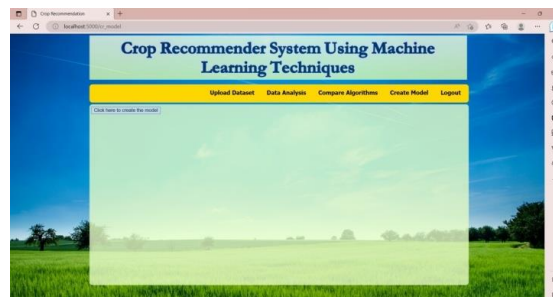 Crop Recommendation
localhost:5000/cr_model
Crop Recommender System Using Machine
Learning Techniques
Upload Dataset Data Analysis Compare Algorithms Create Model Logout
Click here to create the model